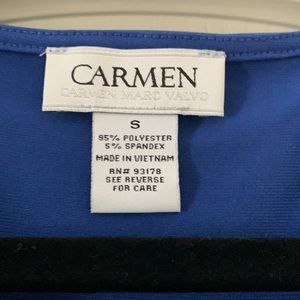 CARMEN
CARMEN MARC VALVO
S
95% POLYESTER
5% SPANDEX
MADE IN VIETNAM
RN# 93178
SEE REVERSE
FOR CARE